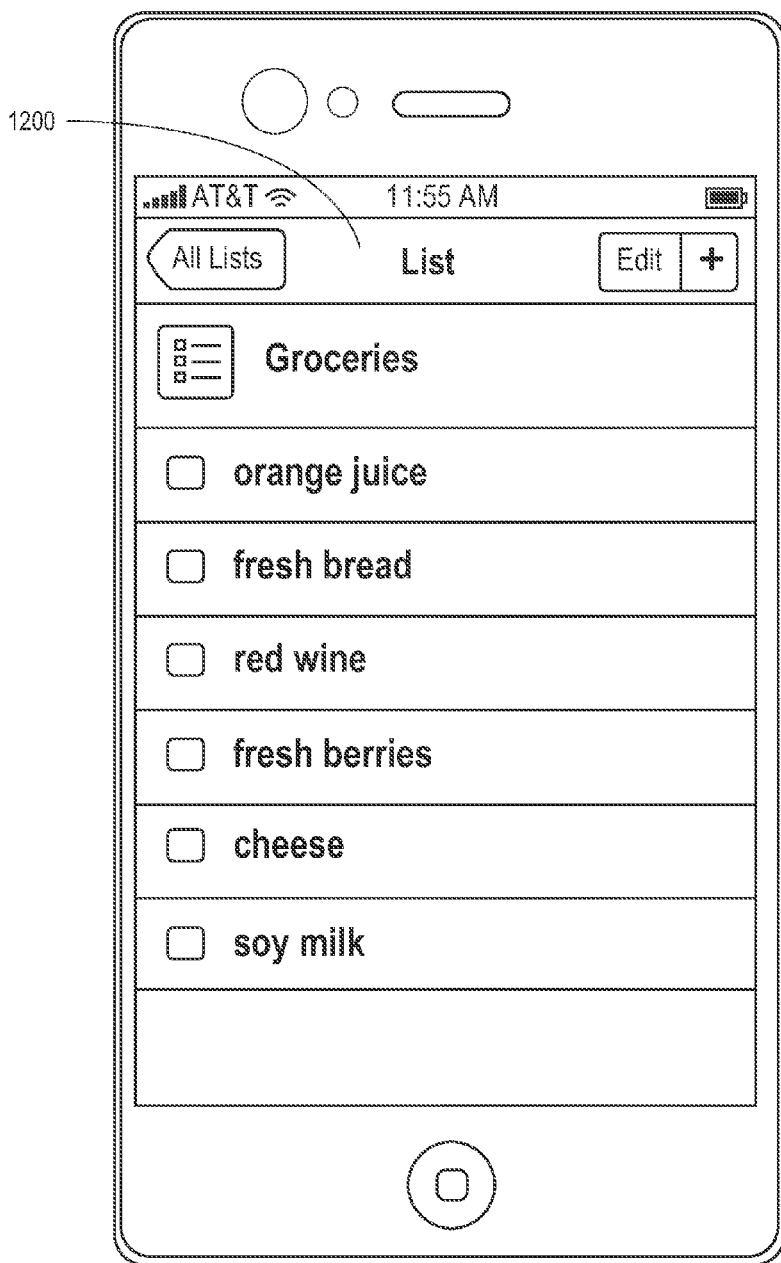 1200
AT&T 11:55 AM
All Lists List Edit +
Groceries
orange juice
fresh bread
red wine
fresh berries
cheese
soy milk